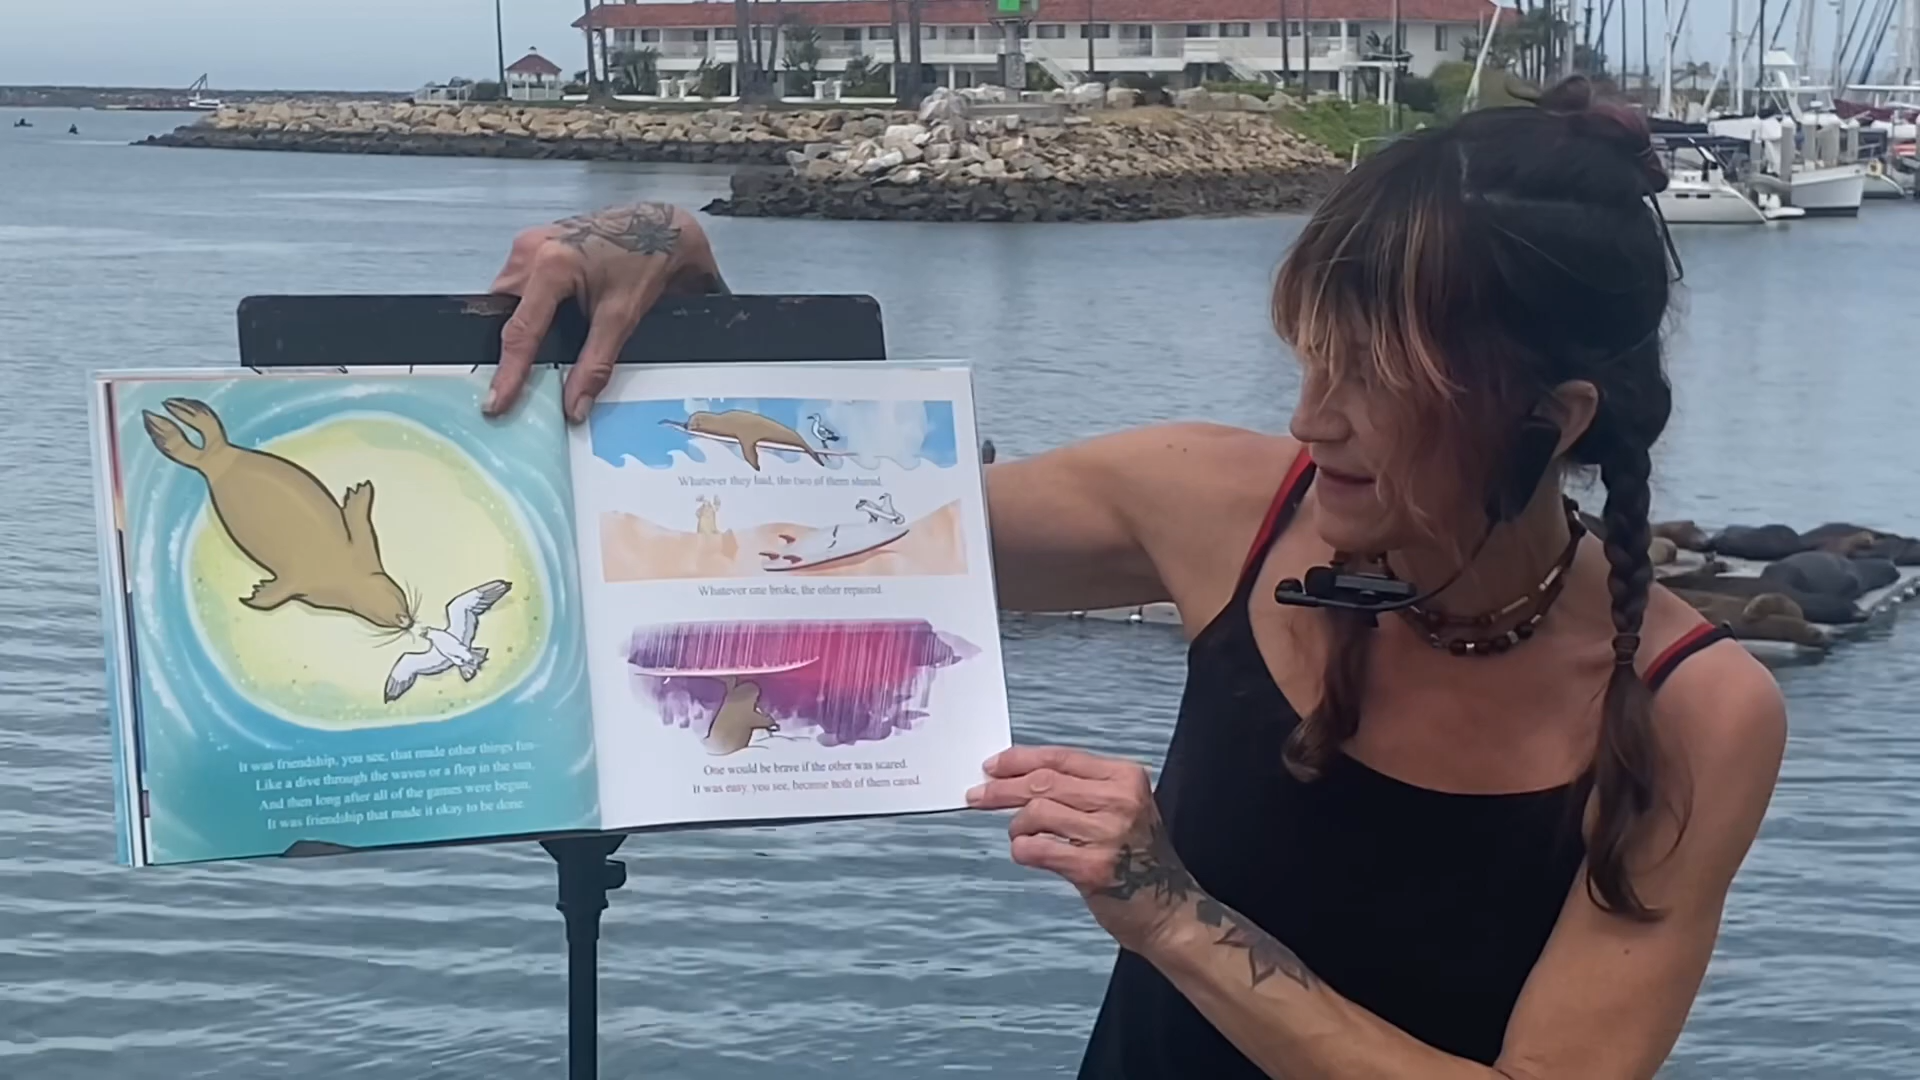 It was friendship, you see, that made other things fun–
Like a dive through the waves or a flop in the sun,
And then long after all of the games were begun,
It was friendship that made it okay to be done.
Whatever they had, the two of them shared.
Whatever one broke, the other repaired.
One would be brave if the other was scared.
It was easy, you see, because both of them cared.